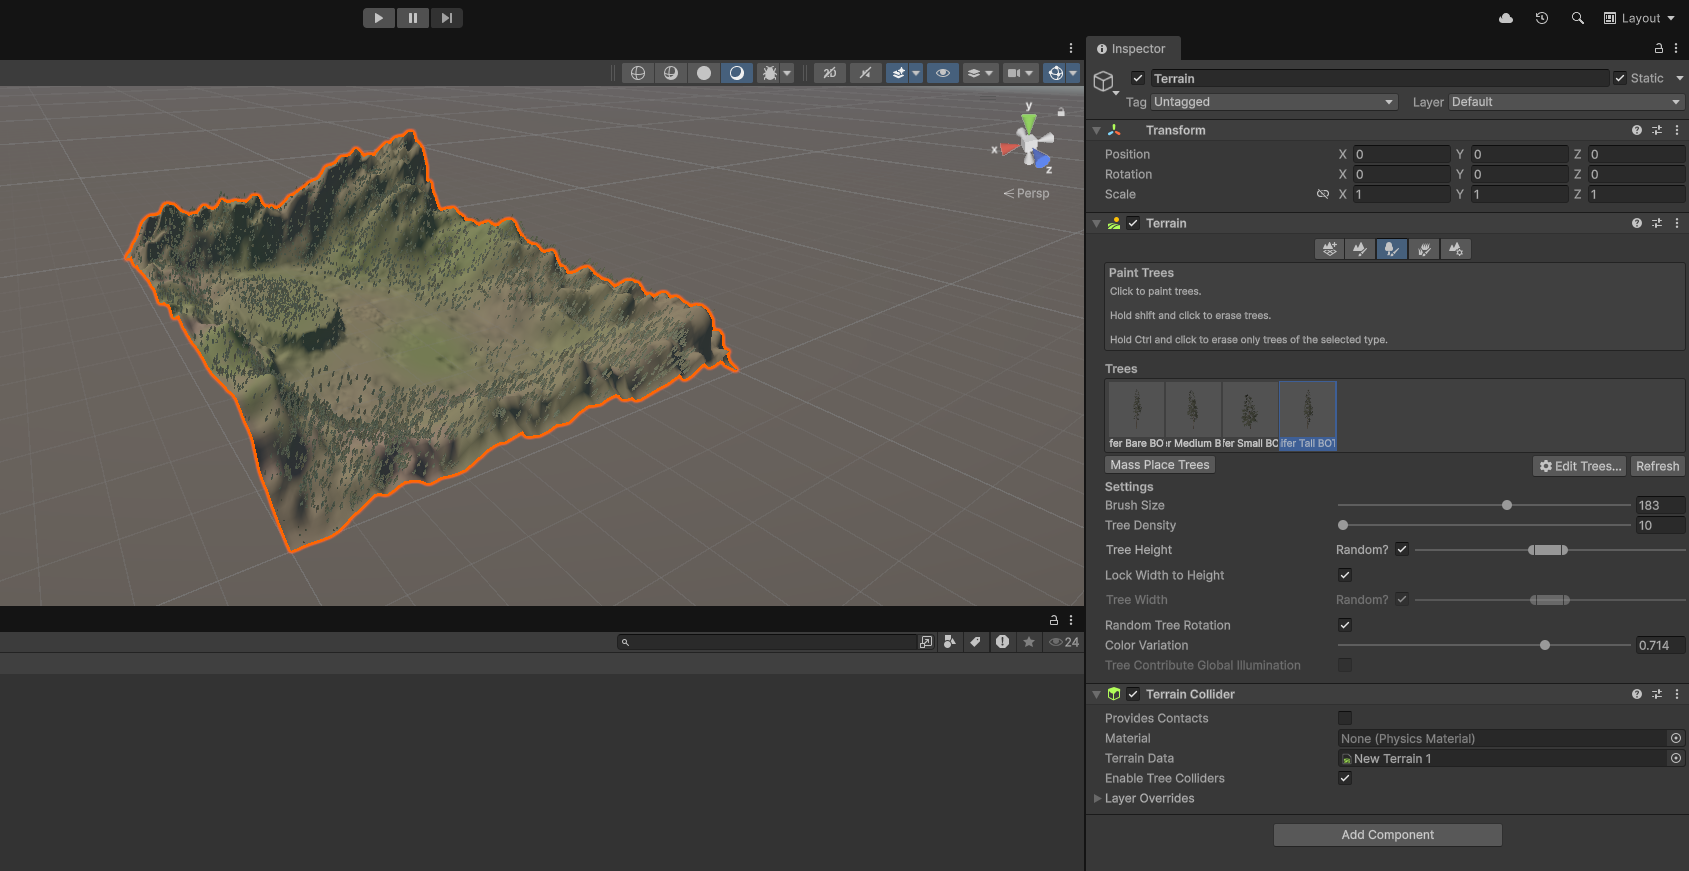 Layout
Inspector
Terrain
Static
Tag Untagged
Layer Default
Transform
Position X 0 Y 0 Z 0
Rotation X 0 Y 0 Z 0
Scale X 1 Y 1 Z 1
Terrain
Paint Trees
Click to paint trees.
Hold shift and click to erase trees.
Hold Ctrl and click to erase only trees of the selected type.
Trees
fer Bare BO r Medium B fer Small BO ifer Tall BOT
Mass Place Trees
Edit Trees...
Refresh
Settings
Brush Size 183
Tree Density 10
Tree Height Random?
Lock Width to Height
Tree Width Random?
Random Tree Rotation
Color Variation 0.714
Tree Contribute Global Illumination
Terrain Collider
Provides Contacts
Material None (Physics Material)
Terrain Data New Terrain 1
Enable Tree Colliders
Layer Overrides
Add Component
2D
y
x
z
Persp
24